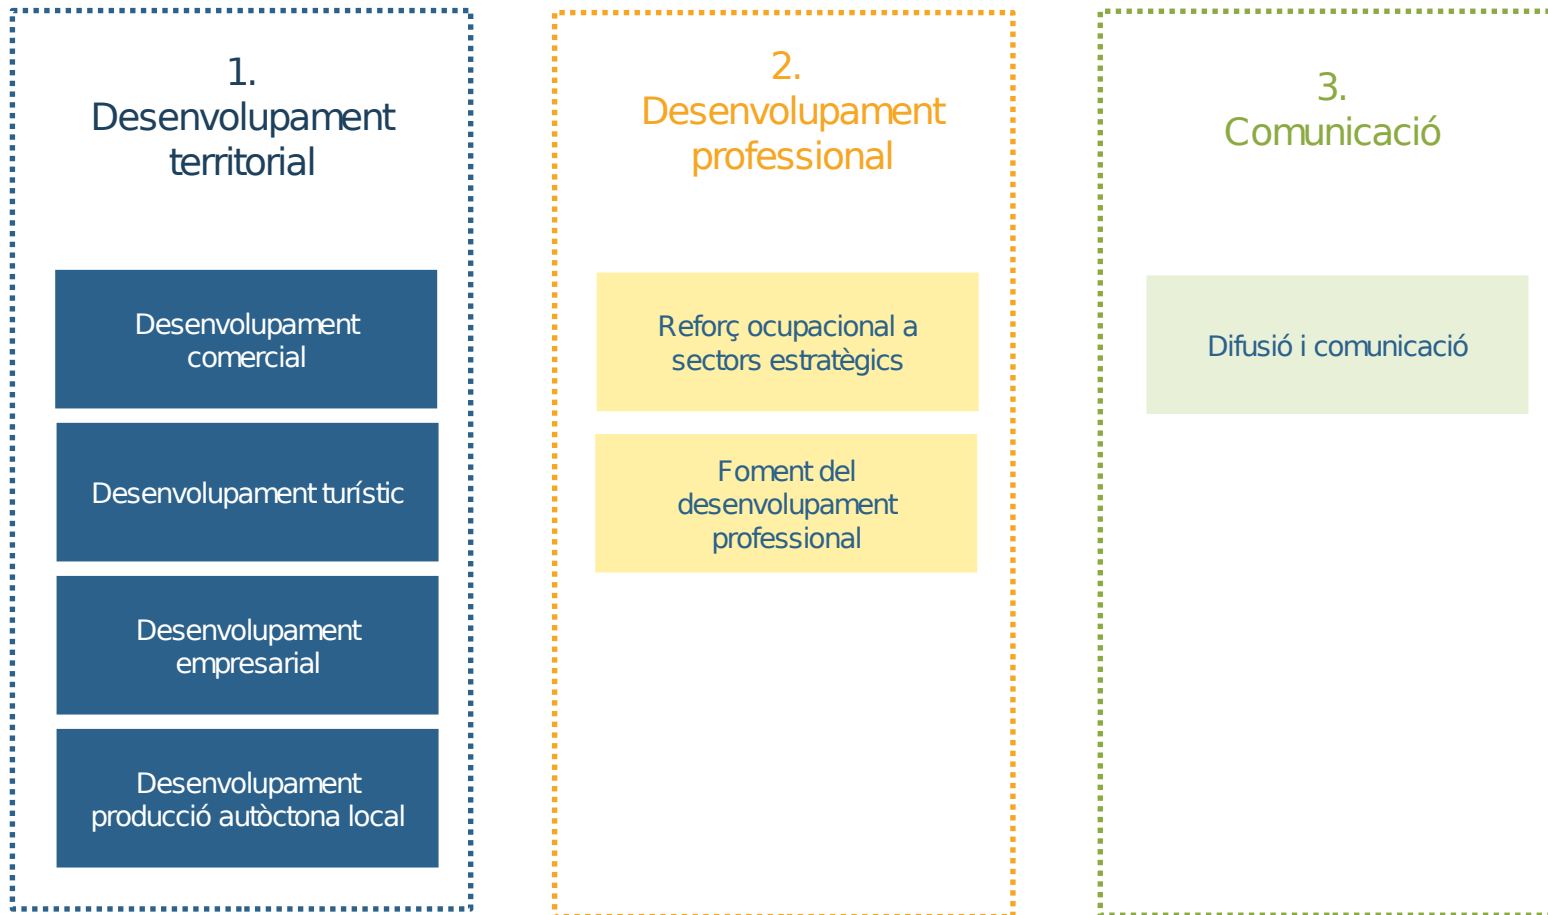 1.
Desenvolupament
territorial
Desenvolupament
comercial
Desenvolupament turístic
Desenvolupament
empresarial
Desenvolupament
producció autòctona local
2.
Desenvolupament
professional
Reforç ocupacional a
sectors estratègics
Foment del
desenvolupament
professional
3.
Comunicació
Difusió i comunicació